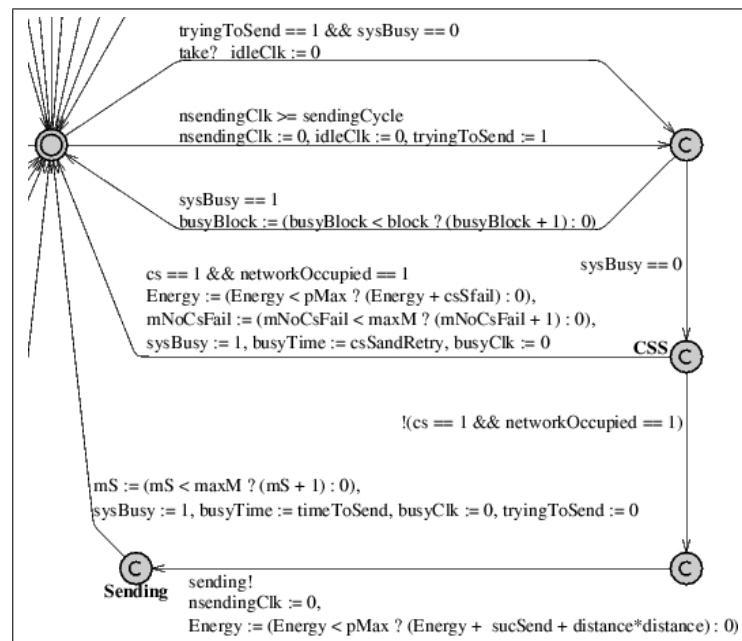 tryingToSend == 1 && sysBusy == 0
take? idleClk := 0
nsendingClk >= sendingCycle
nsendingClk := 0, idleClk := 0, tryingToSend := 1
C
sysBusy == 1
busyBlock := (busyBlock < block ? (busyBlock + 1) : 0)
sysBusy == 0
cs == 1 && networkOccupied == 1
Energy := (Energy < pMax ? (Energy + csSfail) : 0),
mNoCsFail := (mNoCsFail < maxM ? (mNoCsFail + 1) : 0),
sysBusy := 1, busyTime := csSandRetry, busyClk := 0
CSS
C
!(cs == 1 && networkOccupied == 1)
mS := (mS < maxM ? (mS + 1) : 0),
sysBusy := 1, busyTime := timeToSend, busyClk := 0, tryingToSend := 0
C
C
Sending
sending!
nsendingClk := 0,
Energy := (Energy < pMax ? (Energy + sucSend + distance*distance) : 0)